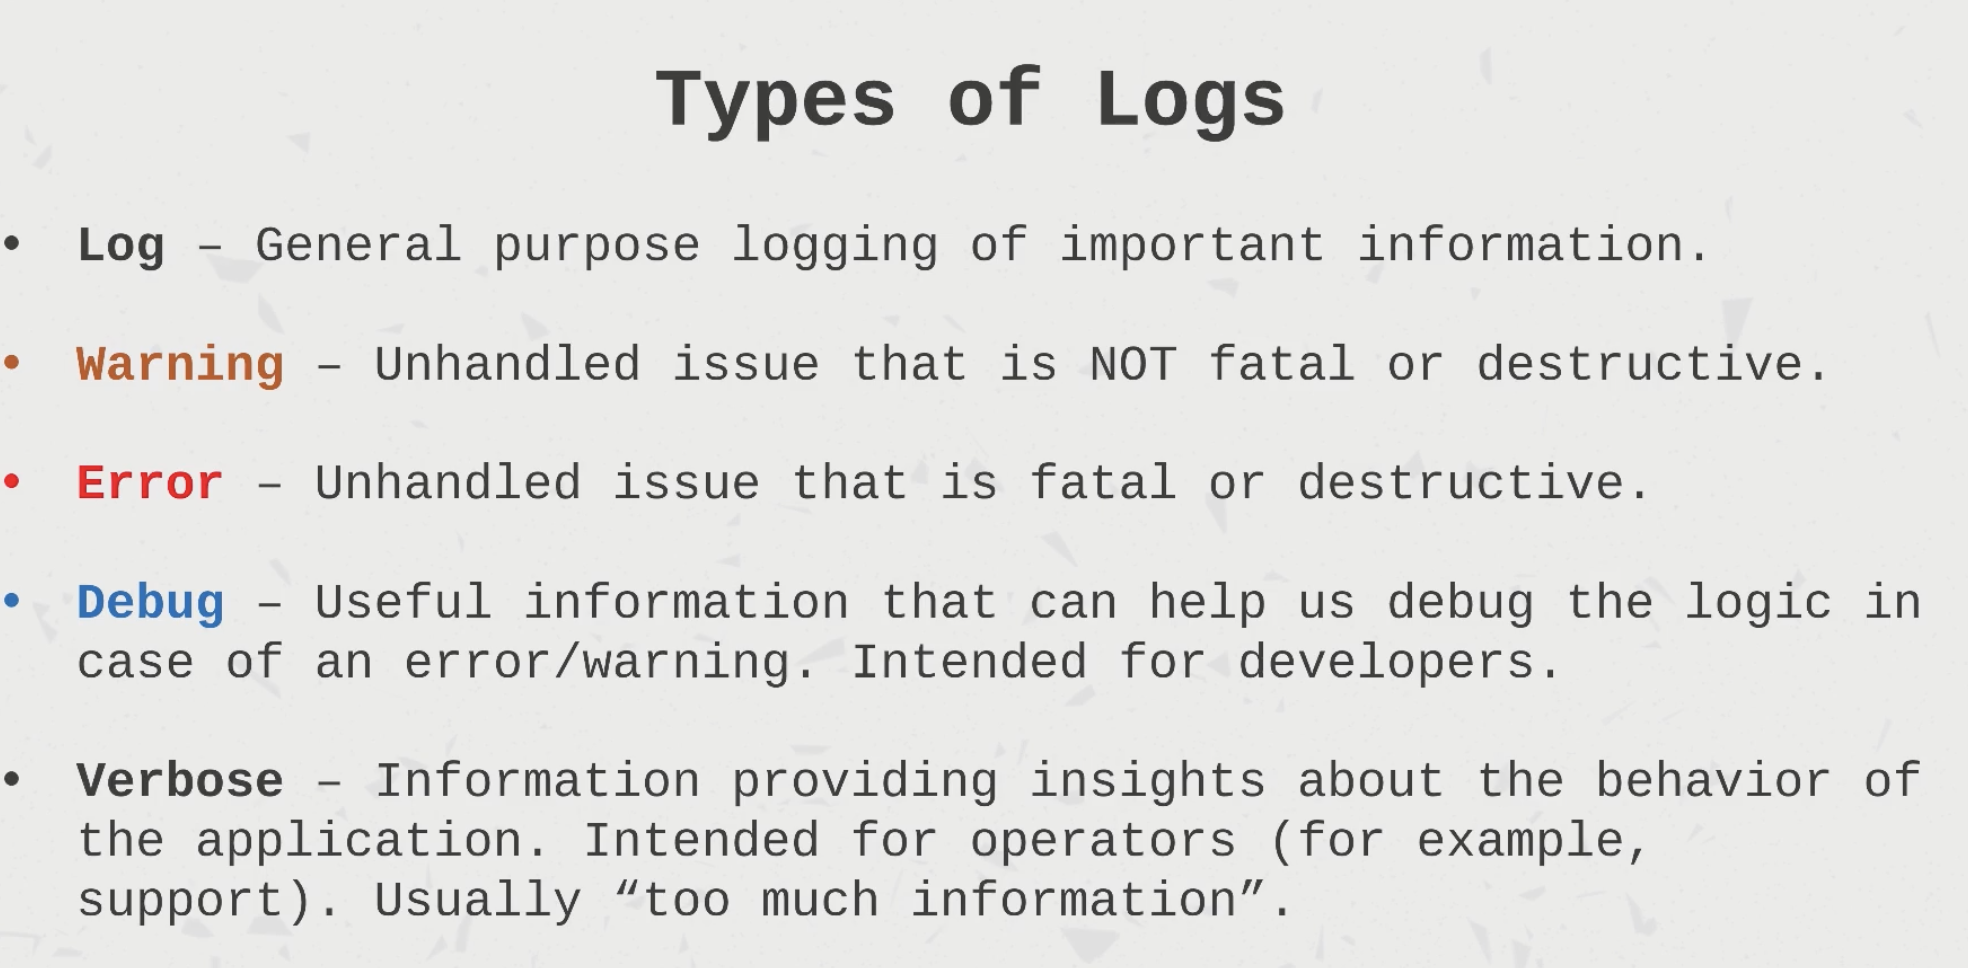 Types of Logs
• Log – General purpose logging of important information.
• Warning – Unhandled issue that is NOT fatal or destructive.
• Error – Unhandled issue that is fatal or destructive.
• Debug – Useful information that can help us debug the logic in
case of an error/warning. Intended for developers.
• Verbose – Information providing insights about the behavior of
the application. Intended for operators (for example,
support). Usually “too much information”.